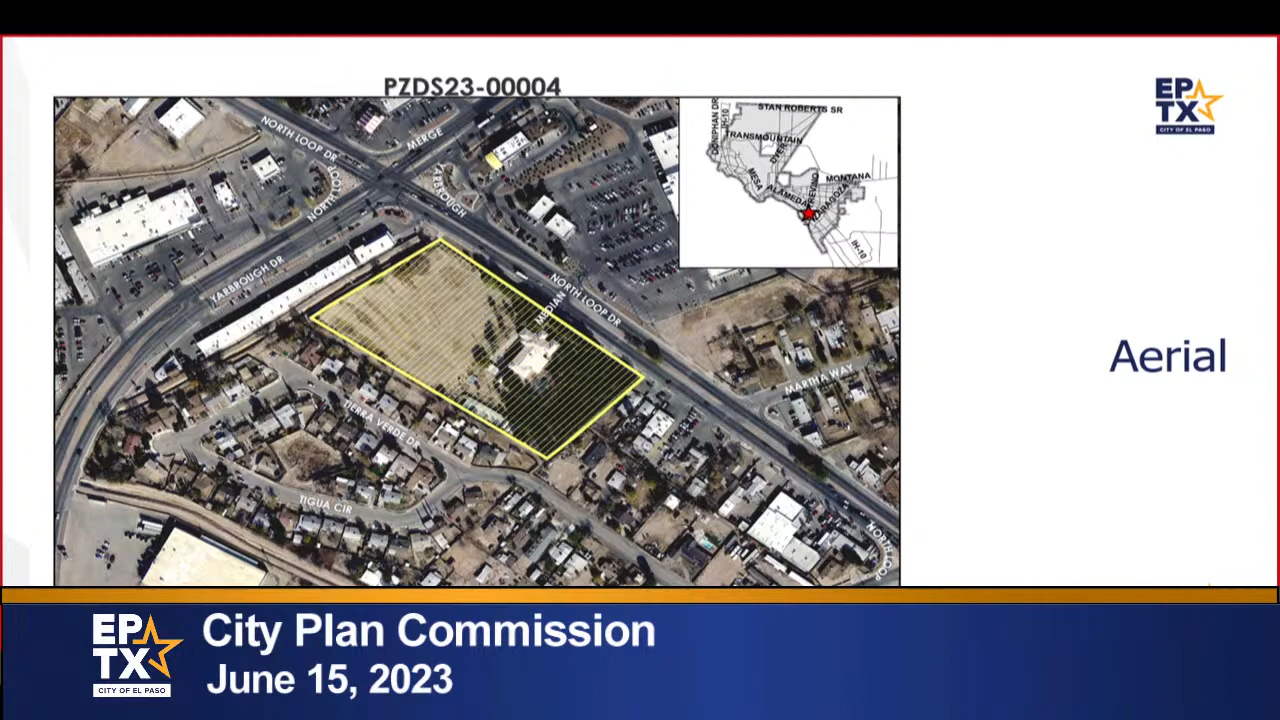 PZDS23-00004
EP
TX
CITY OF EL PASO
STAN ROBERTS SR
DONIPHAN DR
IH-10
TRANSMOUNTAIN
DYER
MESA
MONTANA
ALAMEDA
ZARAGOZA
IH-10
NORTH LOOP DR
MERGE
NORTH LOOP
YARBROUGH
YARBROUGH DR
NORTH LOOP DR
MEDIAN
MARTHA WAY
TIERRA VERDE DR
TIGUA CIR
NORTH LOOP
Aerial
EP
TX
CITY OF EL PASO
City Plan Commission
June 15, 2023